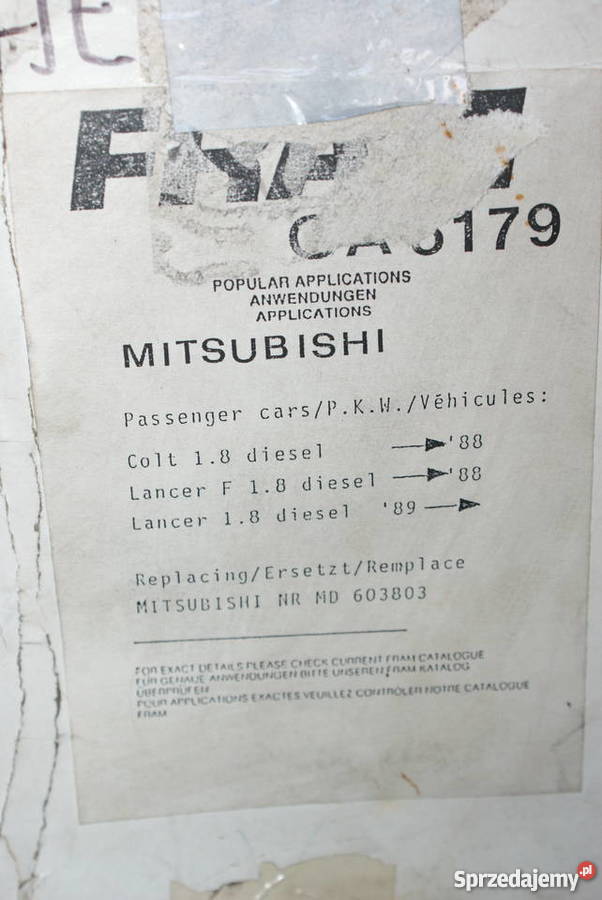 CA 5179
POPULAR APPLICATIONS
ANWENDUNGEN
APPLICATIONS
MITSUBISHI
Passenger cars/P.K.W./Véhicules:
Colt 1.8 diesel → '88
Lancer F 1.8 diesel → '88
Lancer 1.8 diesel '89 →
Replacing/Ersetzt/Remplace
MITSUBISHI NR MD 603803
FOR EXACT DETAILS PLEASE CHECK CURRENT FRAM CATALOGUE
FÜR GENAUE ANWENDUNGEN BITTE UNSEREN FRAM KATALOG
ÜBERPRÜFEN
POUR APPLICATIONS EXACTES VEUILLEZ CONTRÔLER NOTRE CATALOGUE
FRAM
Sprzedajemy.pl